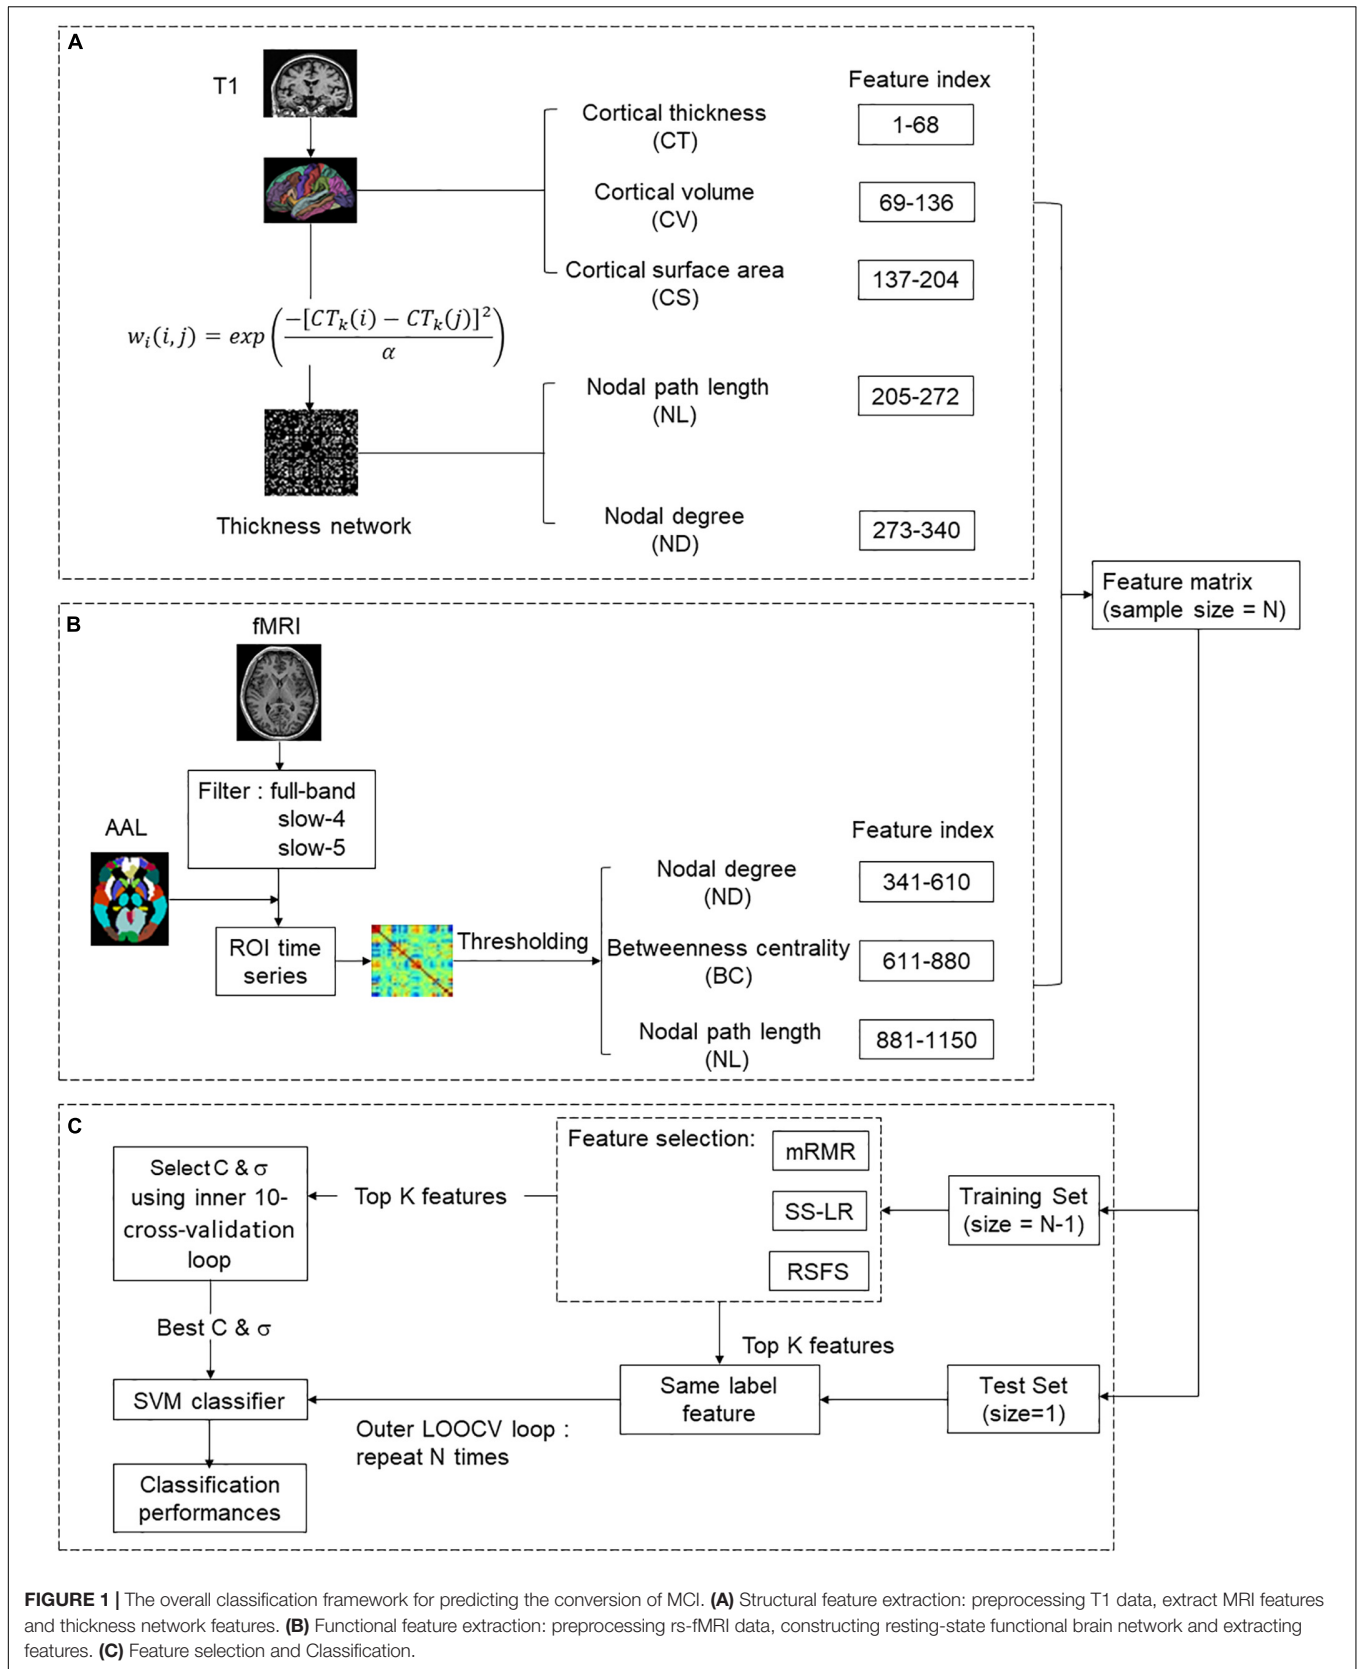 A
T1
Feature index
Cortical thickness
(CT)
1-68
Cortical volume
(CV)
69-136
Cortical surface area
(CS)
137-204
w_i(i,j) = exp(−[CT_k(i) − CT_k(j)]² / α)
Nodal path length
(NL)
205-272
Thickness network
Nodal degree
(ND)
273-340
Feature matrix
(sample size = N)
B
fMRI
Filter : full-band
slow-4
slow-5
AAL
Feature index
ROI time
series
Thresholding
Nodal degree
(ND)
341-610
Betweenness centrality
(BC)
611-880
Nodal path length
(NL)
881-1150
C
Select C & σ
using inner 10-
cross-validation
loop
Top K features
Feature selection:
mRMR
SS-LR
RSFS
Training Set
(size = N-1)
Best C & σ
Top K features
SVM classifier
Outer LOOCV loop :
repeat N times
Same label
feature
Test Set
(size=1)
Classification
performances
FIGURE 1 | The overall classification framework for predicting the conversion of MCI. (A) Structural feature extraction: preprocessing T1 data, extract MRI features
and thickness network features. (B) Functional feature extraction: preprocessing rs-fMRI data, constructing resting-state functional brain network and extracting
features. (C) Feature selection and Classification.